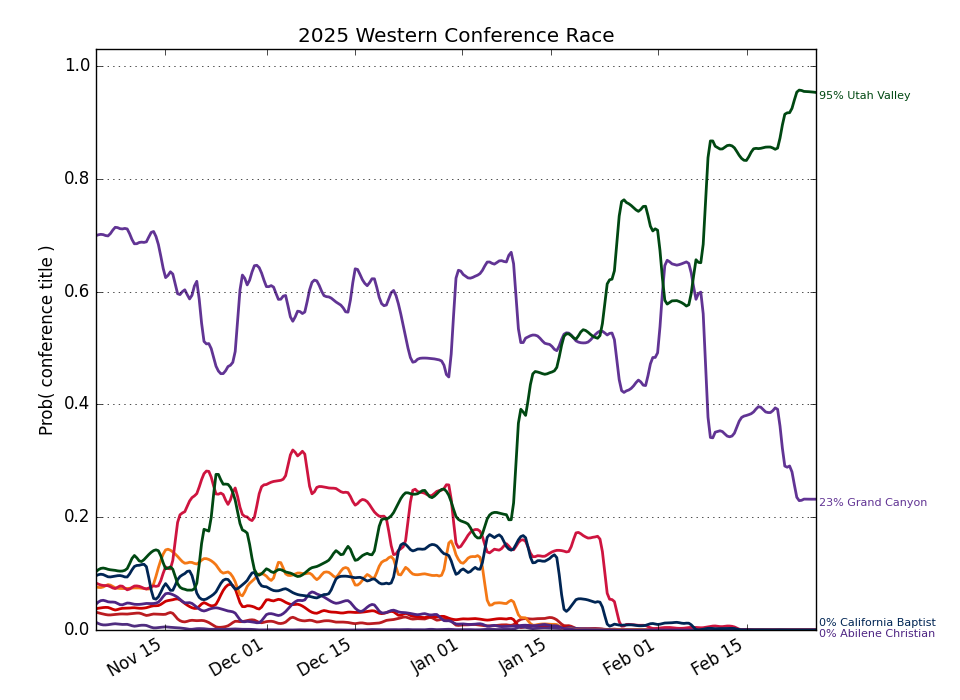 2025 Western Conference Race
1.0
0.8
0.6
0.4
0.2
0.0
Prob( conference title )
Nov 15
Dec 01
Dec 15
Jan 01
Jan 15
Feb 01
Feb 15
95% Utah Valley
23% Grand Canyon
0% California Baptist
0% Abilene Christian